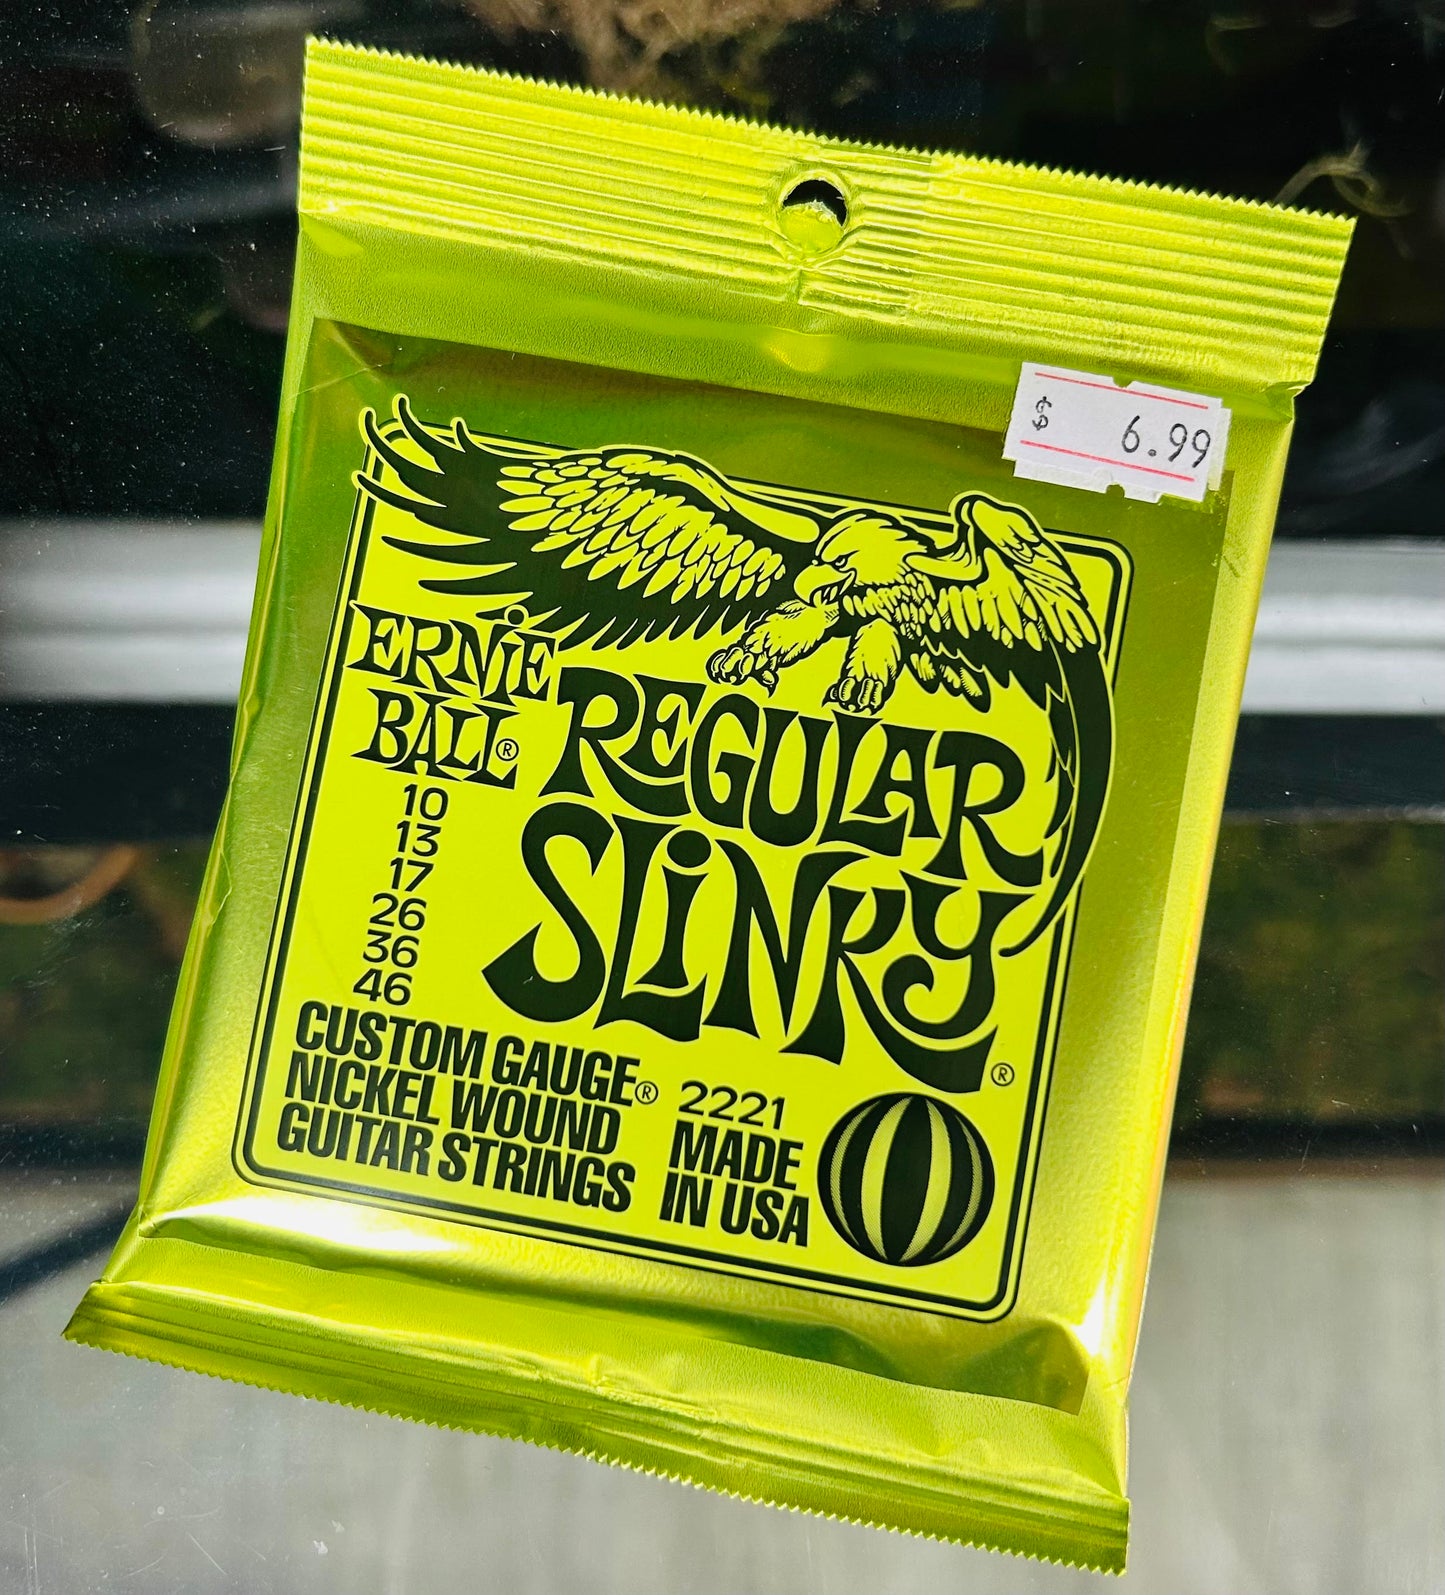 $ 6.99
ERNiE
BALL®
REGULAR
SLiNKY®
10
13
17
26
36
46
CUSTOM GAUGE®
NICKEL WOUND
GUITAR STRINGS
2221
MADE
IN USA